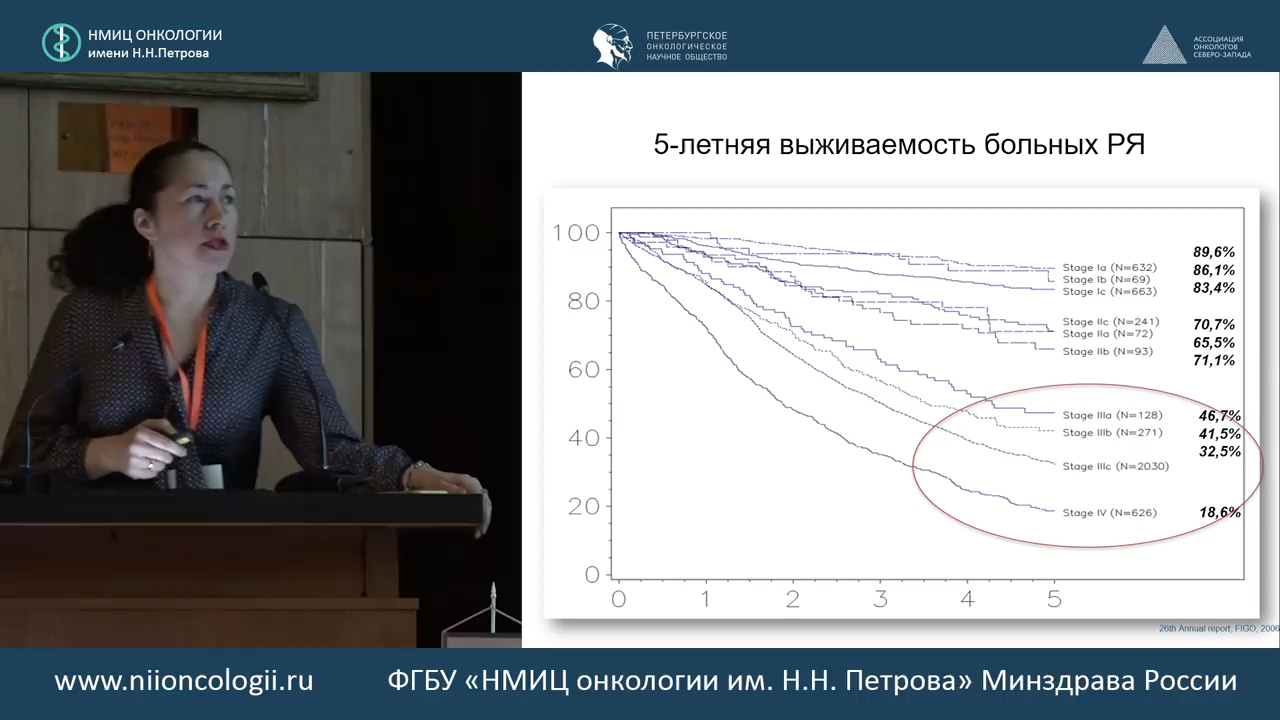 НМИЦ ОНКОЛОГИИ
имени Н.Н.Петрова
ПЕТЕРБУРГСКОЕ
ОНКОЛОГИЧЕСКОЕ
НАУЧНОЕ ОБЩЕСТВО
АССОЦИАЦИЯ
ОНКОЛОГОВ
СЕВЕРО-ЗАПАДА
5-летняя выживаемость больных РЯ
100
80
60
40
20
0
0 1 2 3 4 5
Stage Ia (N=632) 89,6%
Stage Ib (N=69) 86,1%
Stage Ic (N=663) 83,4%
Stage IIc (N=241) 70,7%
Stage IIa (N=72) 65,5%
Stage IIb (N=93) 71,1%
Stage IIIa (N=128) 46,7%
Stage IIIb (N=271) 41,5%
Stage IIIc (N=2030) 32,5%
Stage IV (N=626) 18,6%
26th Annual report, FIGO, 2006
www.niioncologii.ru
ФГБУ «НМИЦ онкологии им. Н.Н. Петрова» Минздрава России